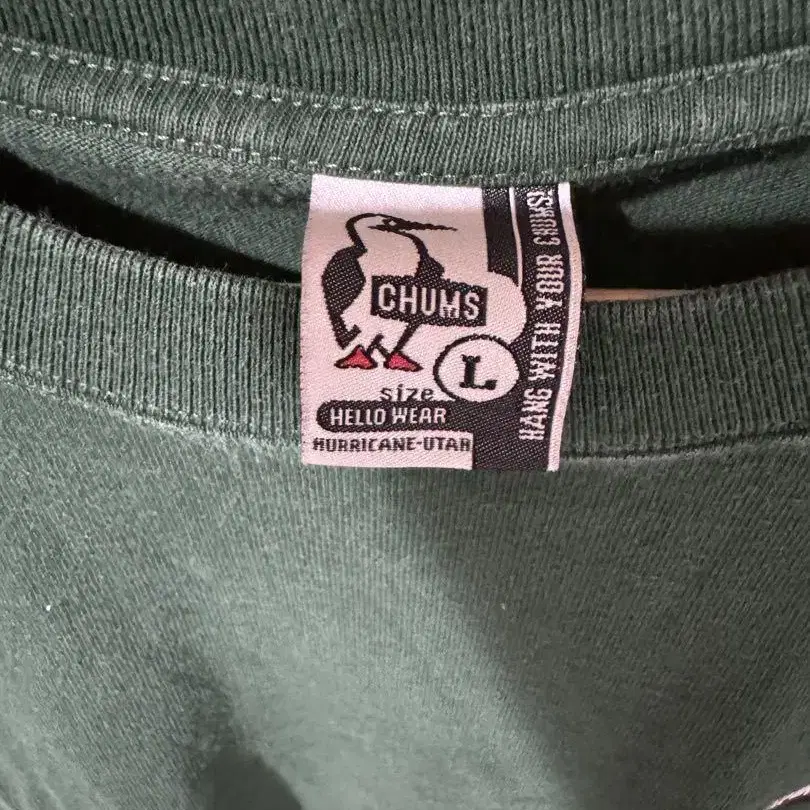 CHUMS
size L
HELLO WEAR
HURRICANE-UTAH
HANG WITH YOUR CHUMS!